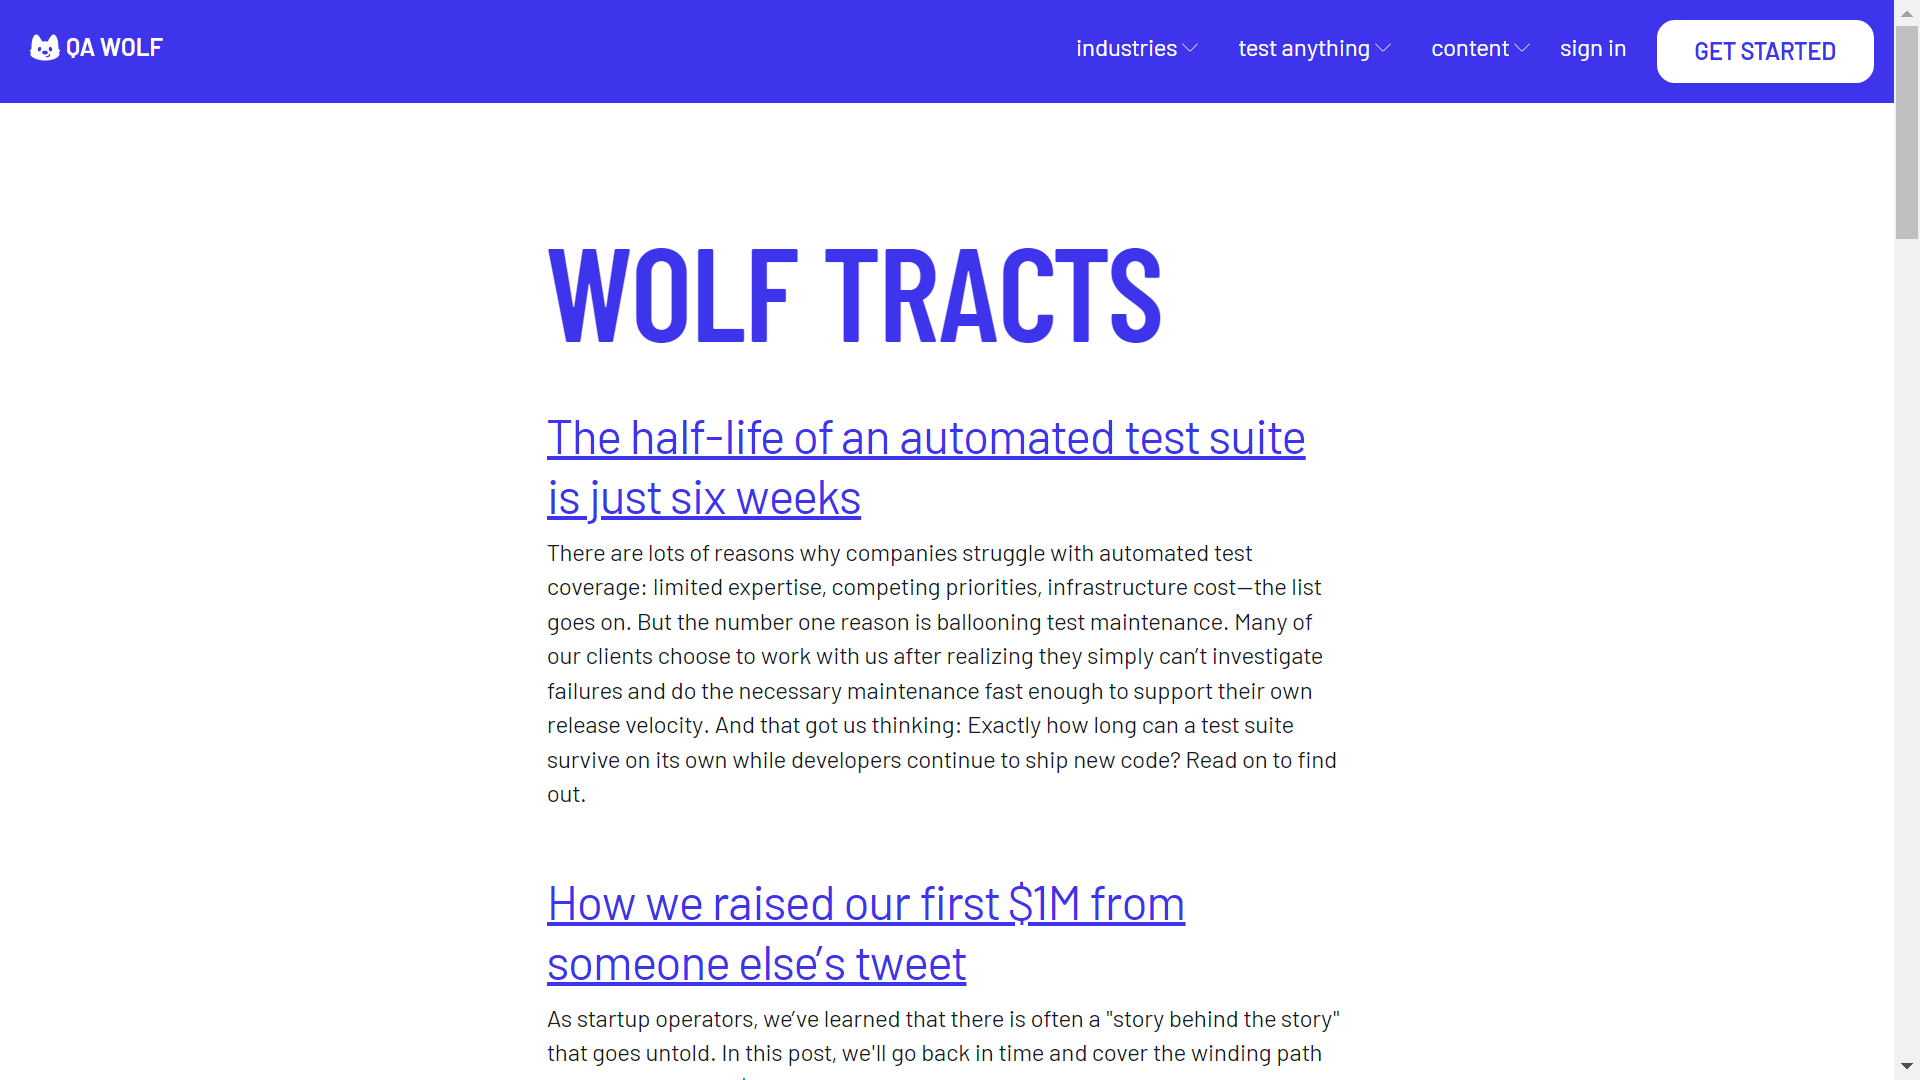 QA WOLF
industries
test anything
content
sign in
GET STARTED
WOLF TRACTS
The half-life of an automated test suite
is just six weeks
There are lots of reasons why companies struggle with automated test
coverage: limited expertise, competing priorities, infrastructure cost—the list
goes on. But the number one reason is ballooning test maintenance. Many of
our clients choose to work with us after realizing they simply can’t investigate
failures and do the necessary maintenance fast enough to support their own
release velocity. And that got us thinking: Exactly how long can a test suite
survive on its own while developers continue to ship new code? Read on to find
out.
How we raised our first $1M from
someone else’s tweet
As startup operators, we’ve learned that there is often a "story behind the story"
that goes untold. In this post, we'll go back in time and cover the winding path